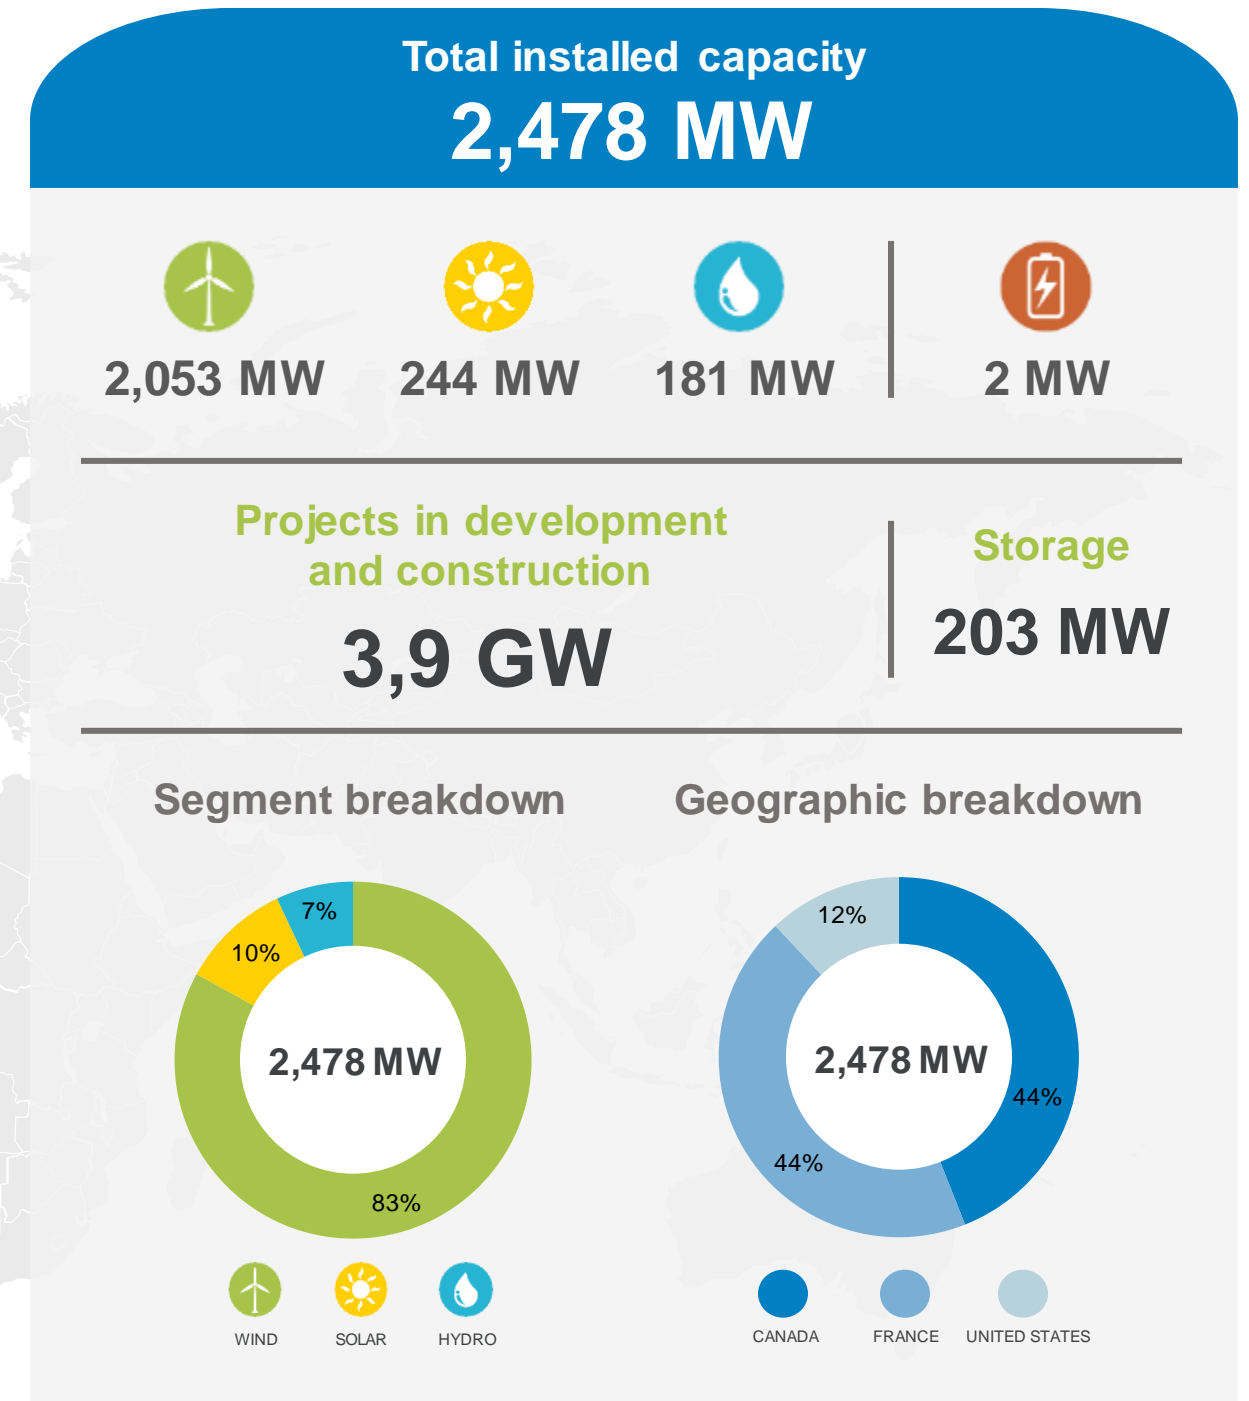 Total installed capacity
2,478 MW
2,053 MW
244 MW
181 MW
2 MW
Projects in development
and construction
3,9 GW
Storage
203 MW
Segment breakdown
Geographic breakdown
7%
10%
2,478 MW
83%
12%
2,478 MW
44%
44%
WIND
SOLAR
HYDRO
CANADA
FRANCE
UNITED STATES